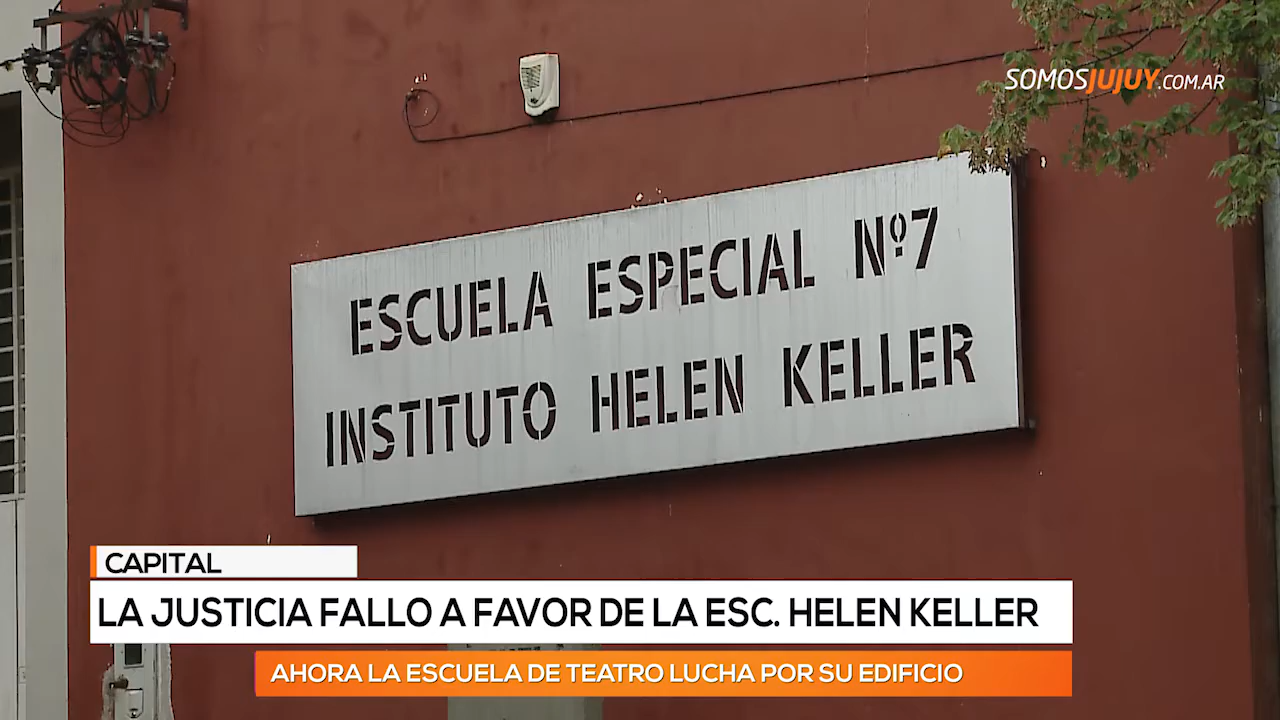 SOMOSJUJUY.COM.AR
ESCUELA ESPECIAL Nº7
INSTITUTO HELEN KELLER
CAPITAL
LA JUSTICIA FALLO A FAVOR DE LA ESC. HELEN KELLER
AHORA LA ESCUELA DE TEATRO LUCHA POR SU EDIFICIO